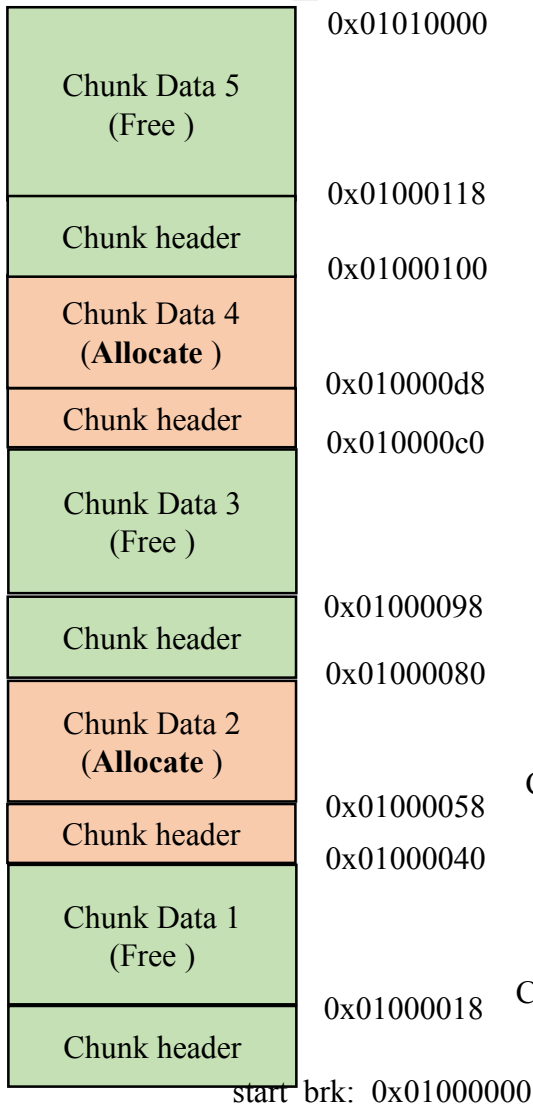 0x01010000
Chunk Data 5
(Free )
0x01000118
Chunk header
0x01000100
Chunk Data 4
(Allocate )
0x010000d8
Chunk header
0x010000c0
Chunk Data 3
(Free )
0x01000098
Chunk header
0x01000080
Chunk Data 2
(Allocate )
0x01000058
Chunk header
0x01000040
Chunk Data 1
(Free )
0x01000018
Chunk header
start brk: 0x01000000